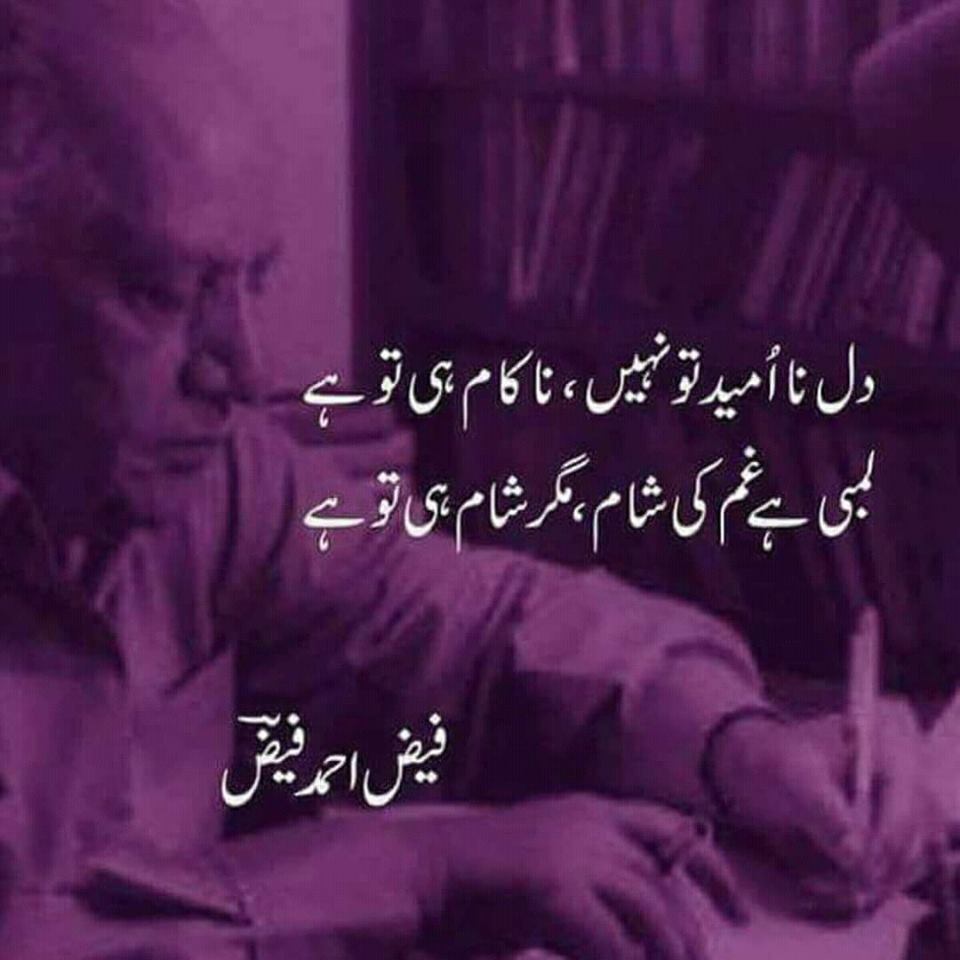 دل نا اُمید تو نہیں، ناکام ہی تو ہے
لمبی ہے غم کی شام، مگر شام ہی تو ہے
فیض احمد فیضؔ